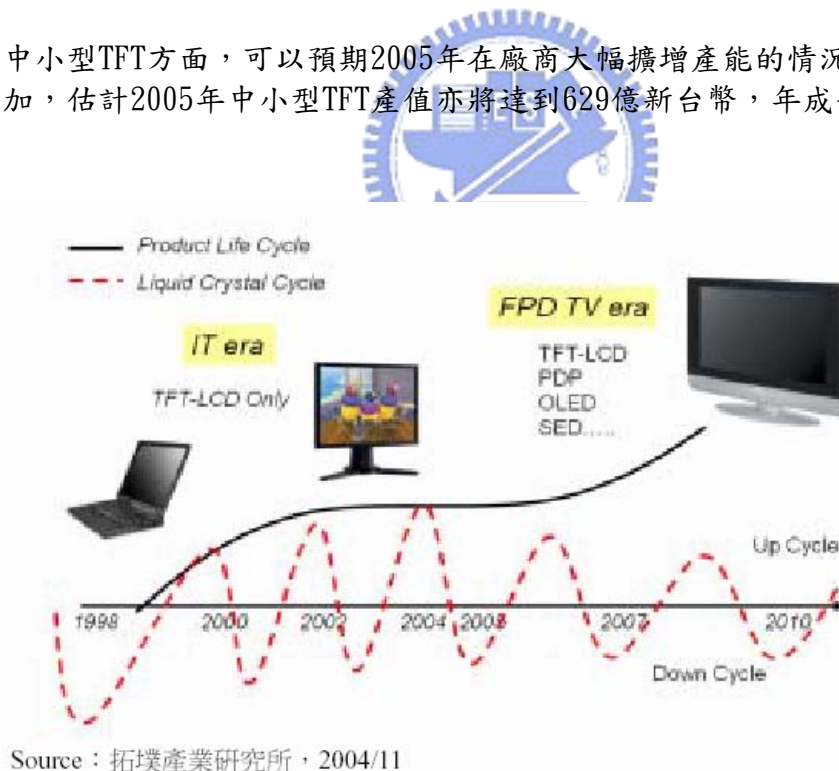 中小型TFT方面，可以預期2005年在廠商大幅擴增產能的情況
加，估計2005年中小型TFT產值亦將達到629億新台幣，年成
Product Life Cycle
Liquid Crystal Cycle
FPD TV era
IT era
TFT-LCD
PDP
OLED
SED.....
TFT-LCD Only
Up Cycle
1998 2000 2002 2004 2005 2007 2010
Down Cycle
Source：拓墣產業研究所，2004/11